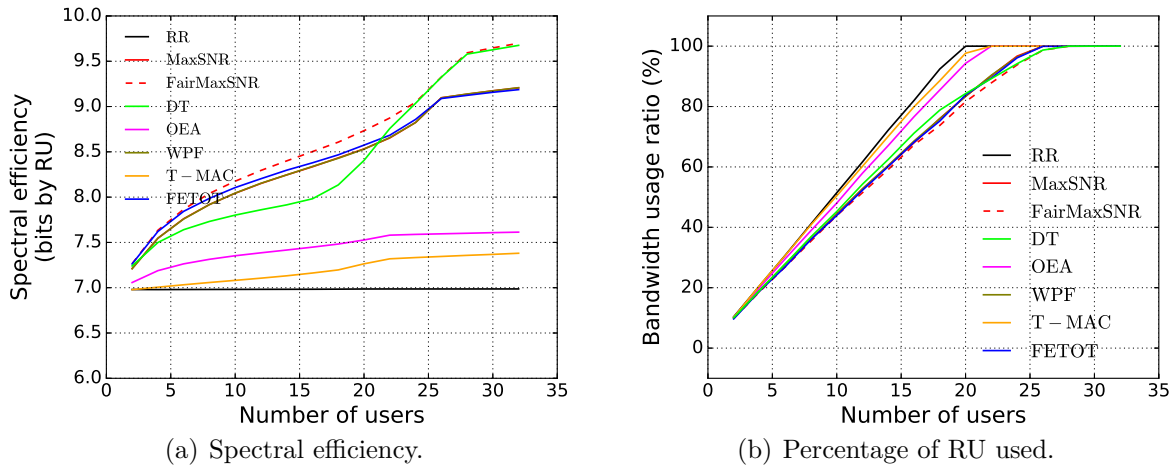 10.0
9.5
9.0
8.5
8.0
7.5
7.0
6.5
6.0
Spectral efficiency
(bits by RU)
RR
MaxSNR
FairMaxSNR
DT
OEA
WPF
T − MAC
FETOT
0 5 10 15 20 25 30 35
Number of users
(a) Spectral efficiency.
100
80
60
40
20
0
Bandwidth usage ratio (%)
RR
MaxSNR
FairMaxSNR
DT
OEA
WPF
T − MAC
FETOT
0 5 10 15 20 25 30 35
Number of users
(b) Percentage of RU used.